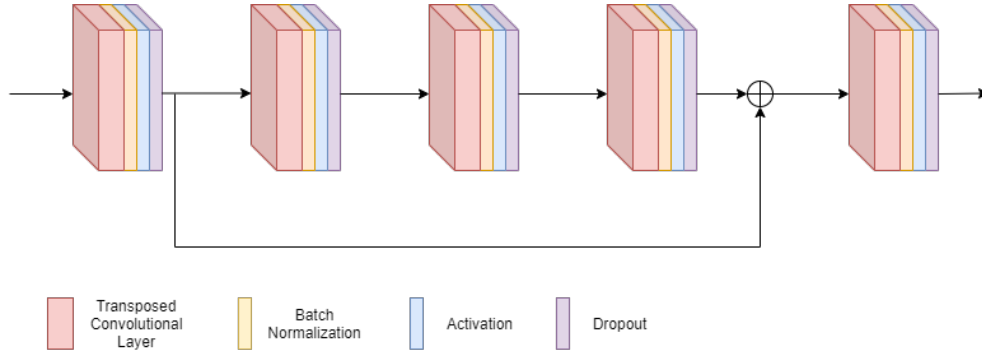 Transposed
Convolutional
Layer
Batch
Normalization
Activation
Dropout